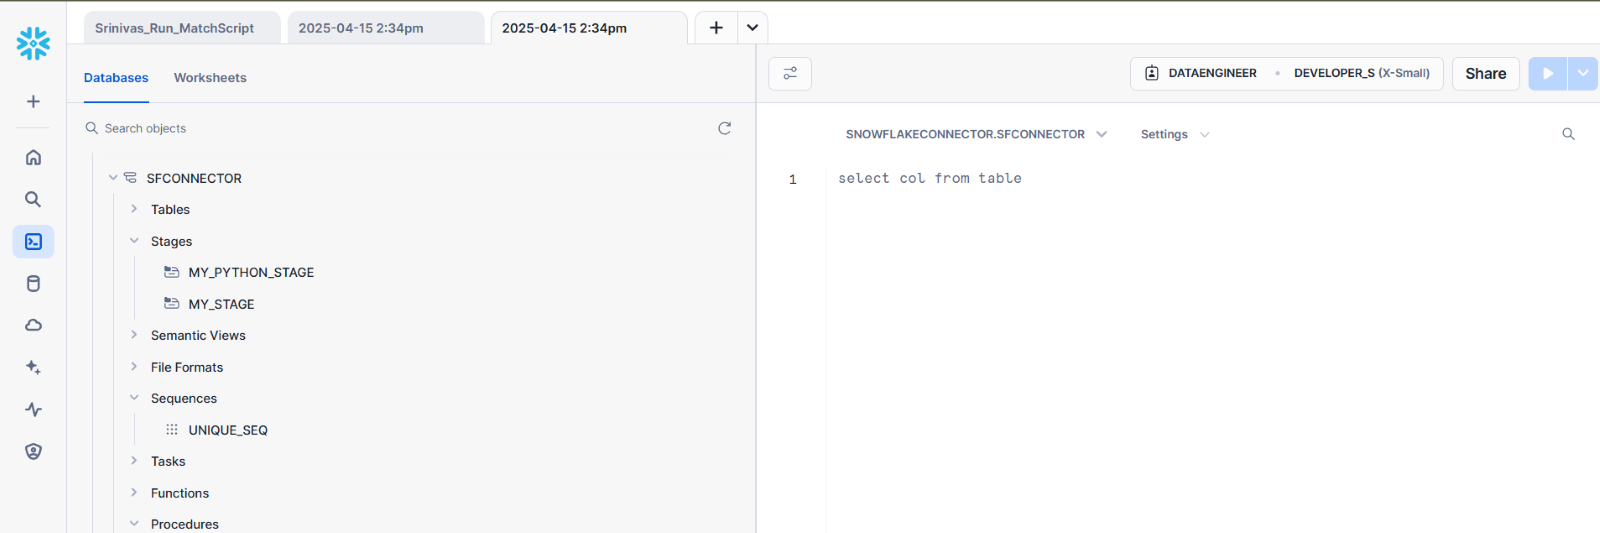 Srinivas_Run_MatchScript
2025-04-15 2:34pm
2025-04-15 2:34pm
Databases
Worksheets
DATAENGINEER • DEVELOPER_S (X-Small)
Share
Search objects
SFCONNECTOR
Tables
Stages
MY_PYTHON_STAGE
MY_STAGE
Semantic Views
File Formats
Sequences
UNIQUE_SEQ
Tasks
Functions
Procedures
SNOWFLAKECONNECTOR.SFCONNECTOR
Settings
1 select col from table